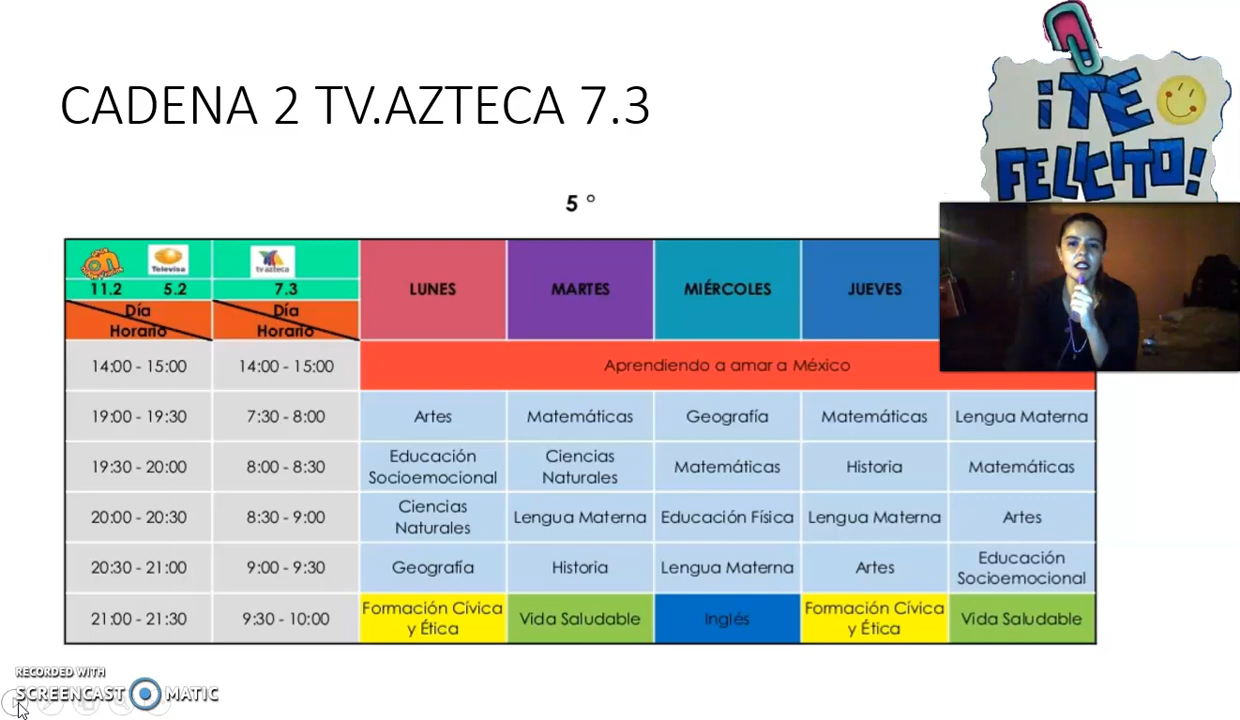 CADENA 2 TV.AZTECA 7.3
¡TE
FELICITO!
5 °
on Televisa tv azteca LUNES MARTES MIÉRCOLES JUEVES
11.2 5.2 7.3
Día Día
Horario Horario
14:00 - 15:00 14:00 - 15:00 Aprendiendo a amar a México
19:00 - 19:30 7:30 - 8:00 Artes Matemáticas Geografía Matemáticas Lengua Materna
19:30 - 20:00 8:00 - 8:30 Educación Socioemocional Ciencias Naturales Matemáticas Historia Matemáticas
20:00 - 20:30 8:30 - 9:00 Ciencias Naturales Lengua Materna Educación Física Lengua Materna Artes
20:30 - 21:00 9:00 - 9:30 Geografía Historia Lengua Materna Artes Educación Socioemocional
21:00 - 21:30 9:30 - 10:00 Formación Cívica y Ética Vida Saludable Inglés Formación Cívica y Ética Vida Saludable
RECORDED WITH
SCREENCAST MATIC